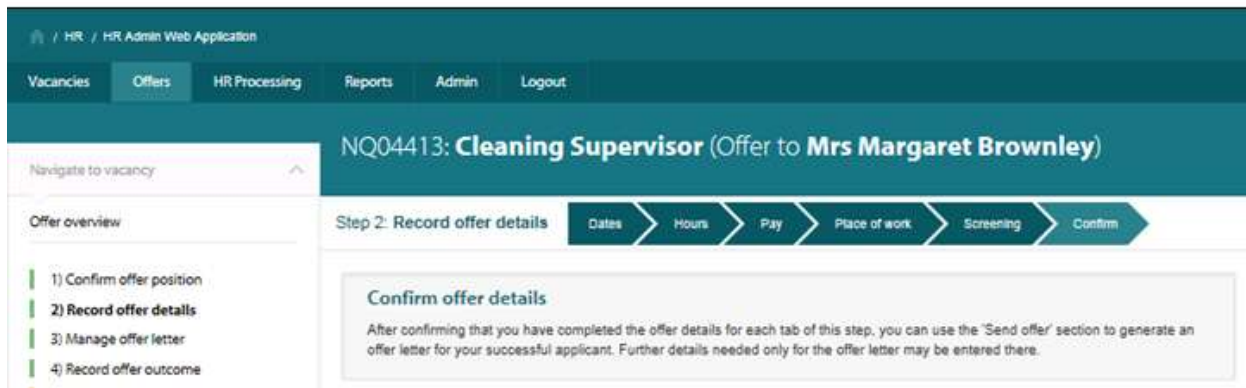 / HR / HR Admin Web Application
Vacancies Offers HR Processing Reports Admin Logout
NQ04413: Cleaning Supervisor (Offer to Mrs Margaret Brownley)
Navigate to vacancy
Offer overview
1) Confirm offer position
2) Record offer details
3) Manage offer letter
4) Record offer outcome
Step 2: Record offer details Dates Hours Pay Place of work Screening Confirm
Confirm offer details
After confirming that you have completed the offer details for each tab of this step, you can use the 'Send offer' section to generate an
offer letter for your successful applicant. Further details needed only for the offer letter may be entered there.